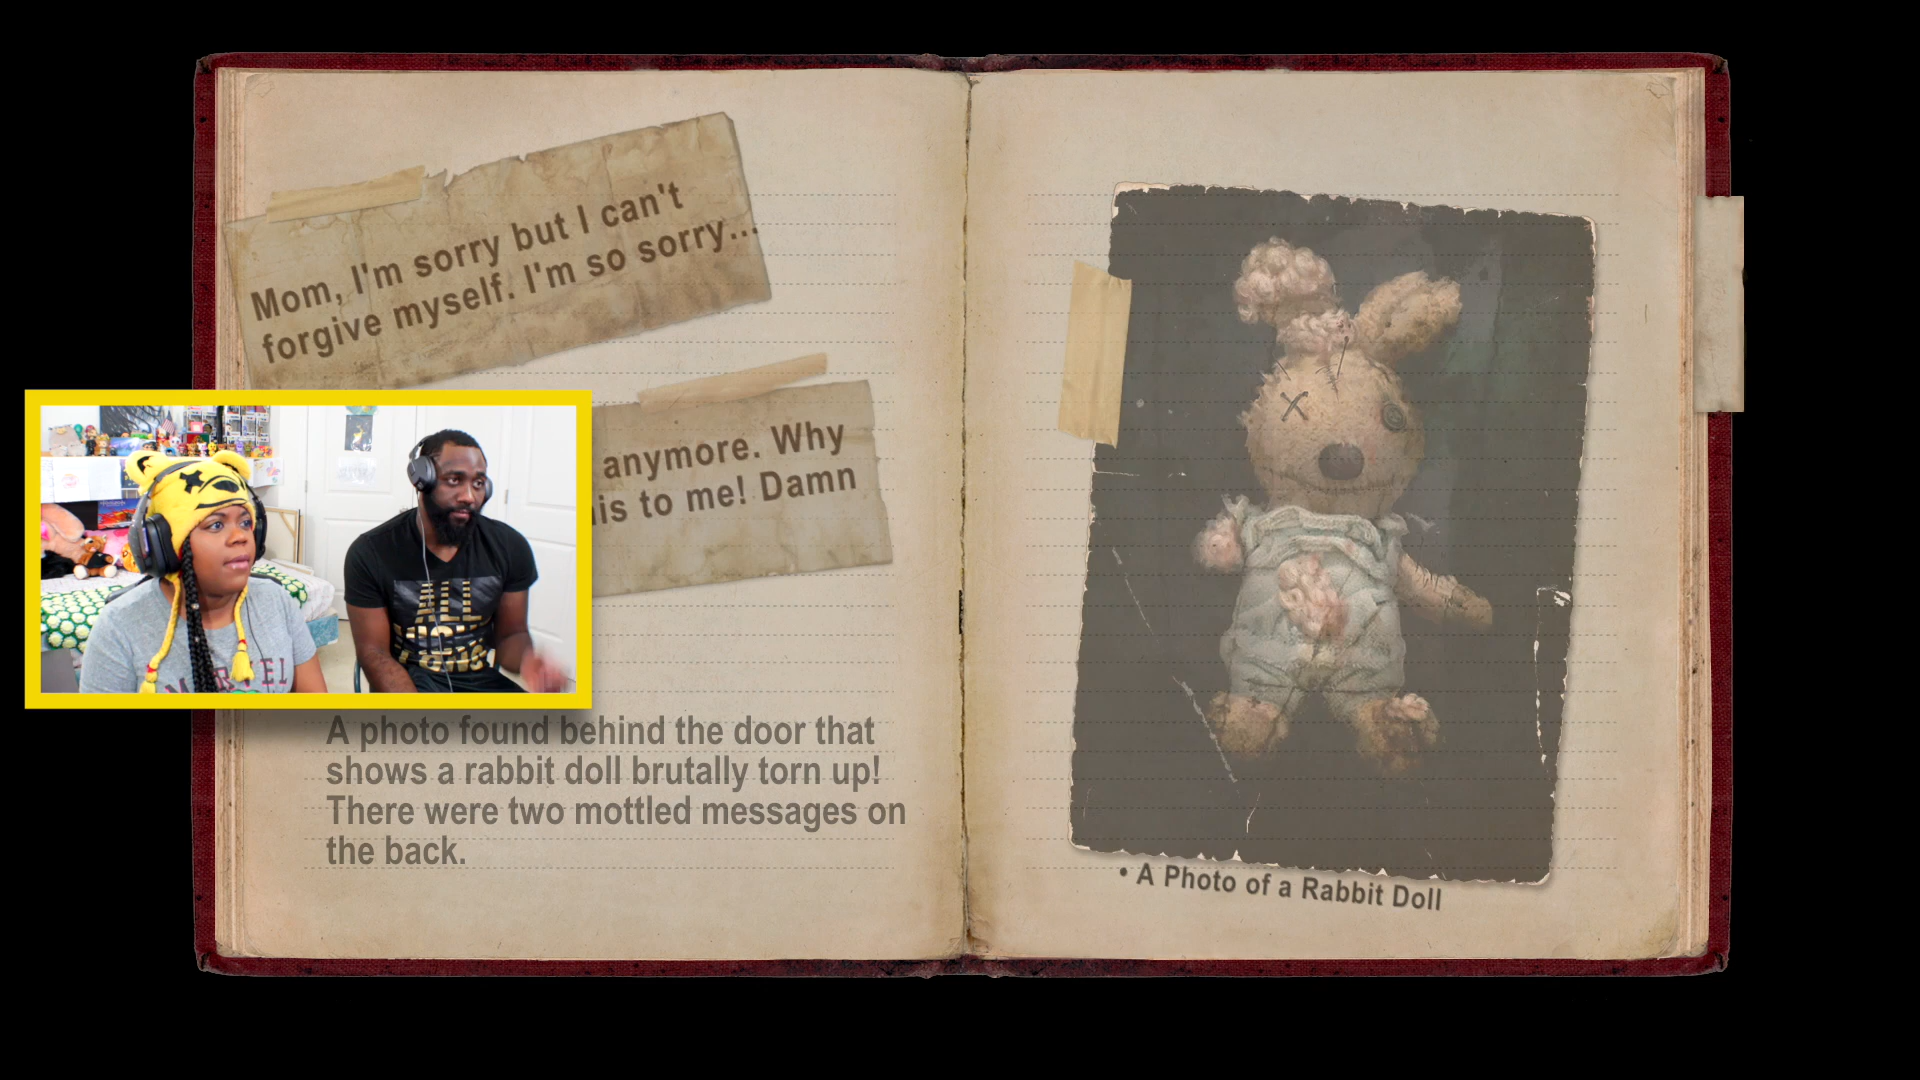 Mom, I'm sorry but I can't
forgive myself. I'm so sorry...
anymore. Why
is to me! Damn
A photo found behind the door that
shows a rabbit doll brutally torn up!
There were two mottled messages on
the back.
• A Photo of a Rabbit Doll
ALL